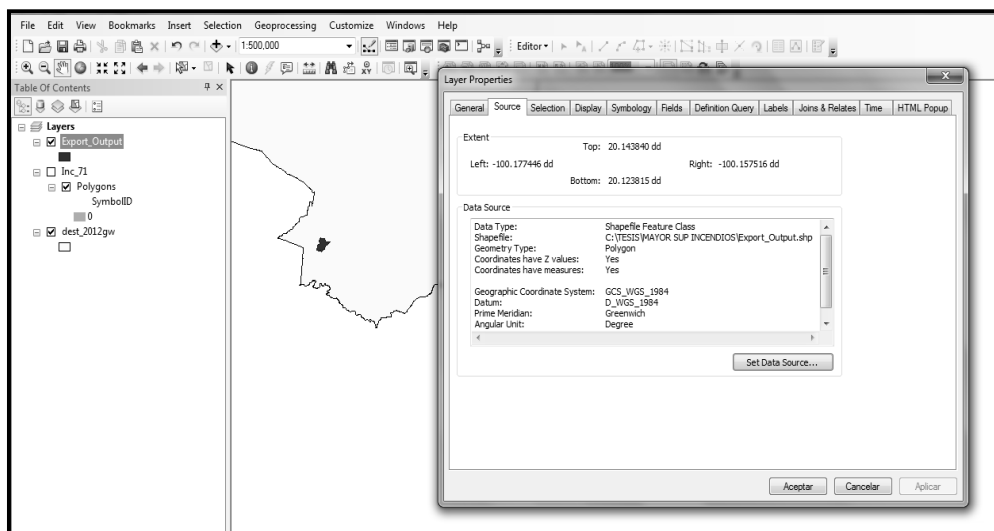 File Edit View Bookmarks Insert Selection Geoprocessing Customize Windows Help
1:500,000
Editor
Table Of Contents
Layers
Export_Output
Inc_71
Polygons
SymbolID
0
dest_2012gw
Layer Properties
General Source Selection Display Symbology Fields Definition Query Labels Joins & Relates Time HTML Popup
Extent
Top: 20.143840 dd
Left: -100.177446 dd Right: -100.157516 dd
Bottom: 20.123815 dd
Data Source
Data Type: Shapefile Feature Class
Shapefile: C:\TESIS\MAYOR SUP INCENDIOS\Export_Output.shp
Geometry Type: Polygon
Coordinates have Z values: Yes
Coordinates have measures: Yes
Geographic Coordinate System: GCS_WGS_1984
Datum: D_WGS_1984
Prime Meridian: Greenwich
Angular Unit: Degree
Set Data Source...
Aceptar Cancelar Aplicar